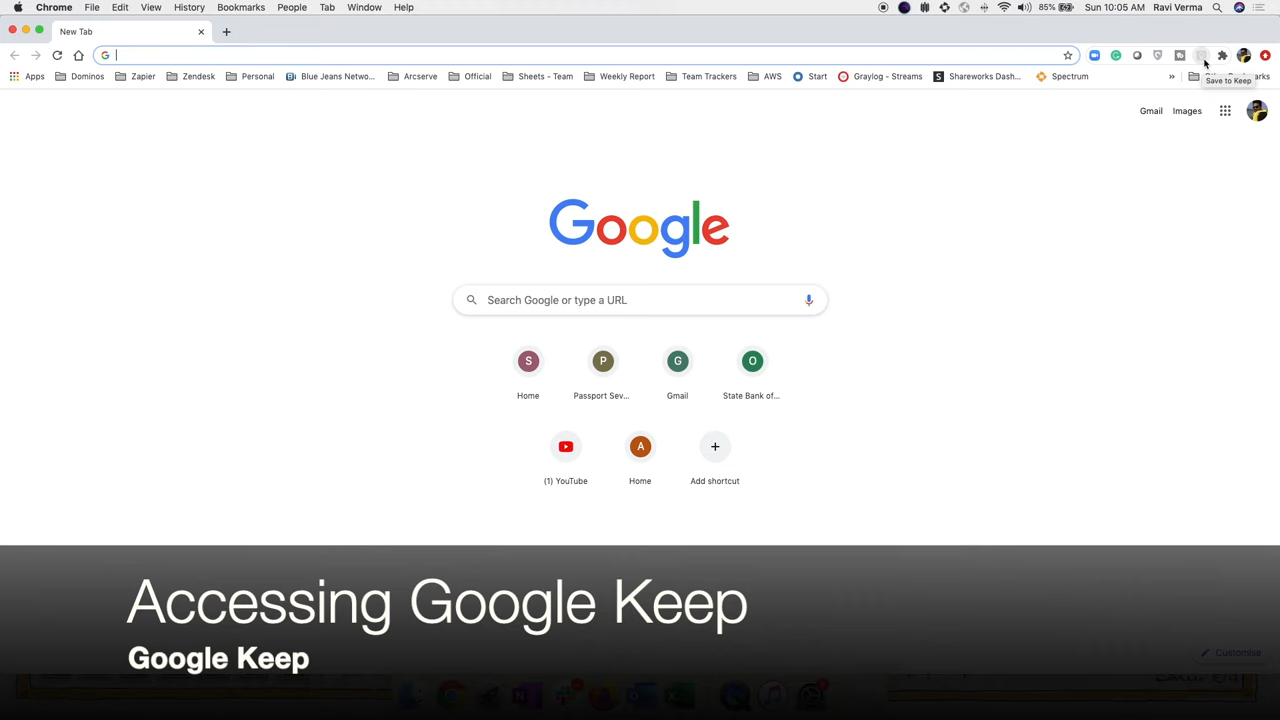 Chrome File Edit View History Bookmarks People Tab Window Help 85% Sun 10:05 AM Ravi Verma
New Tab
Apps Dominos Zapier Zendesk Personal Blue Jeans Netwo... Arcserve Official Sheets - Team Weekly Report Team Trackers AWS Start Graylog - Streams Shareworks Dash... Spectrum » Other Bookmarks
Save to Keep
Gmail Images
Google
Search Google or type a URL
S P G O
Home Passport Sev... Gmail State Bank of...
A
(1) YouTube Home Add shortcut
Accessing Google Keep
Google Keep
Customise